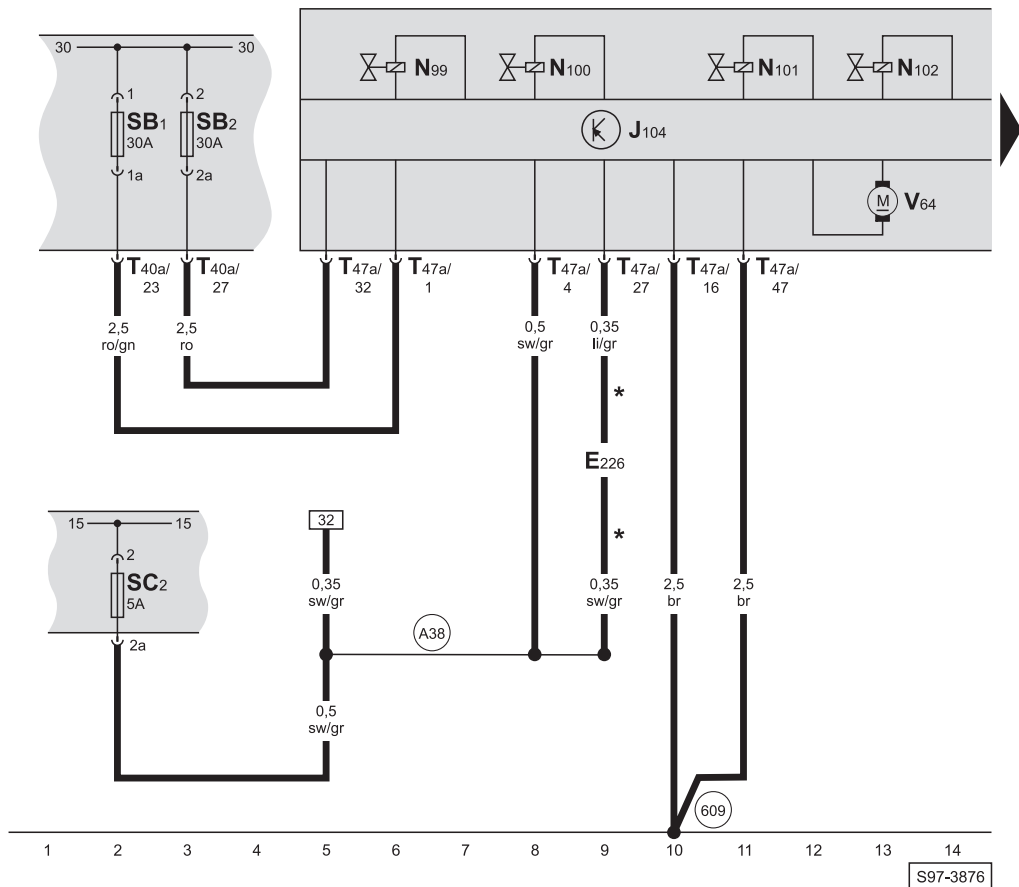 30 30
N99 N100 N101 N102
1 2
SB1 SB2
30A 30A
J104
1a 2a
M V64
T40a/ T40a/ T47a/ T47a/ T47a/ T47a/ T47a/ T47a/
23 27 32 1 4 27 16 47
2,5 2,5 0,5 0,35
ro/gn ro sw/gr li/gr
*
E226
15 15 32
2 *
SC2 0,35 0,35 2,5 2,5
5A sw/gr sw/gr br br
2a A38
0,5
sw/gr
609
1 2 3 4 5 6 7 8 9 10 11 12 13 14
S97-3876